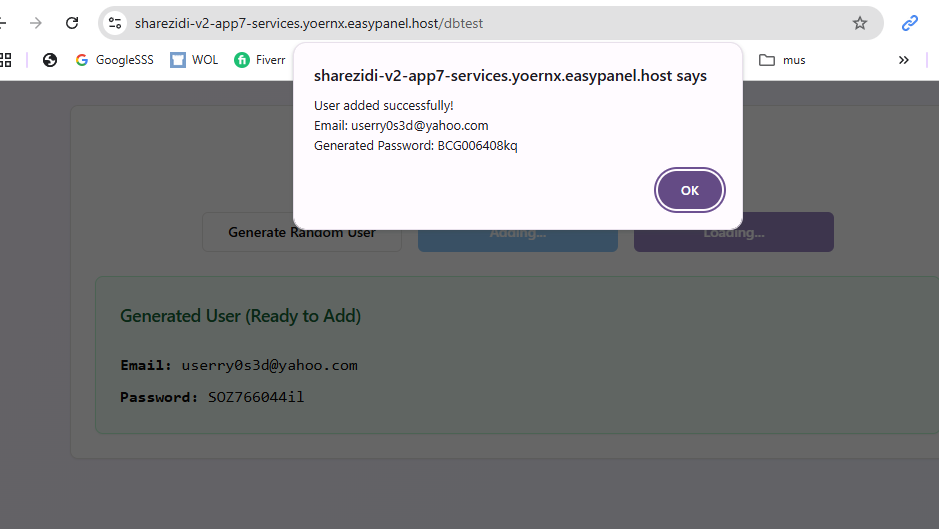 sharezidi-v2-app7-services.yoernx.easypanel.host/dbtest
GoogleSSS
WOL
Fiverr
mus
sharezidi-v2-app7-services.yoernx.easypanel.host says
User added successfully!
Email: userry0s3d@yahoo.com
Generated Password: BCG006408kq
OK
Generate Random User
Adding...
Loading...
Generated User (Ready to Add)
Email: userry0s3d@yahoo.com
Password: SOZ766044il